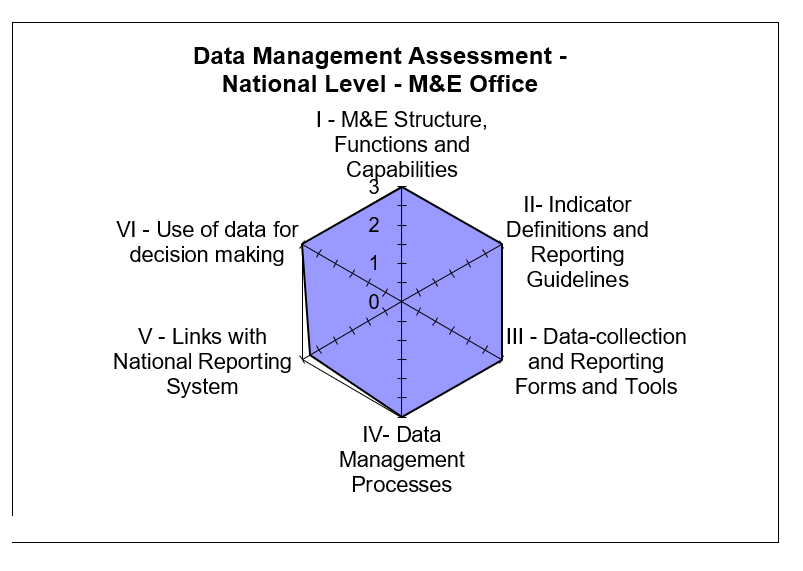 Data Management Assessment -
National Level - M&E Office
I - M&E Structure,
Functions and
Capabilities
3
2
1
0
II- Indicator
Definitions and
Reporting
Guidelines
III - Data-collection
and Reporting
Forms and Tools
IV- Data
Management
Processes
V - Links with
National Reporting
System
VI - Use of data for
decision making